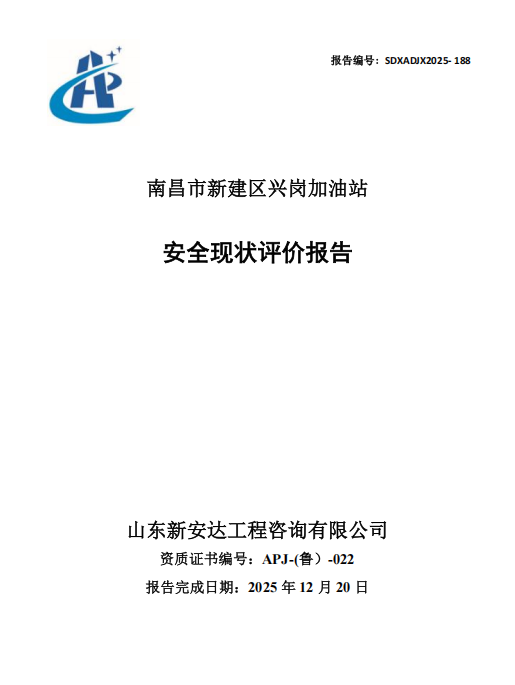 报告编号：SDXADJX2025- 188
南昌市新建区兴岗加油站
安全现状评价报告
山东新安达工程咨询有限公司
资质证书编号：APJ-(鲁）-022
报告完成日期：2025 年 12 月 20 日